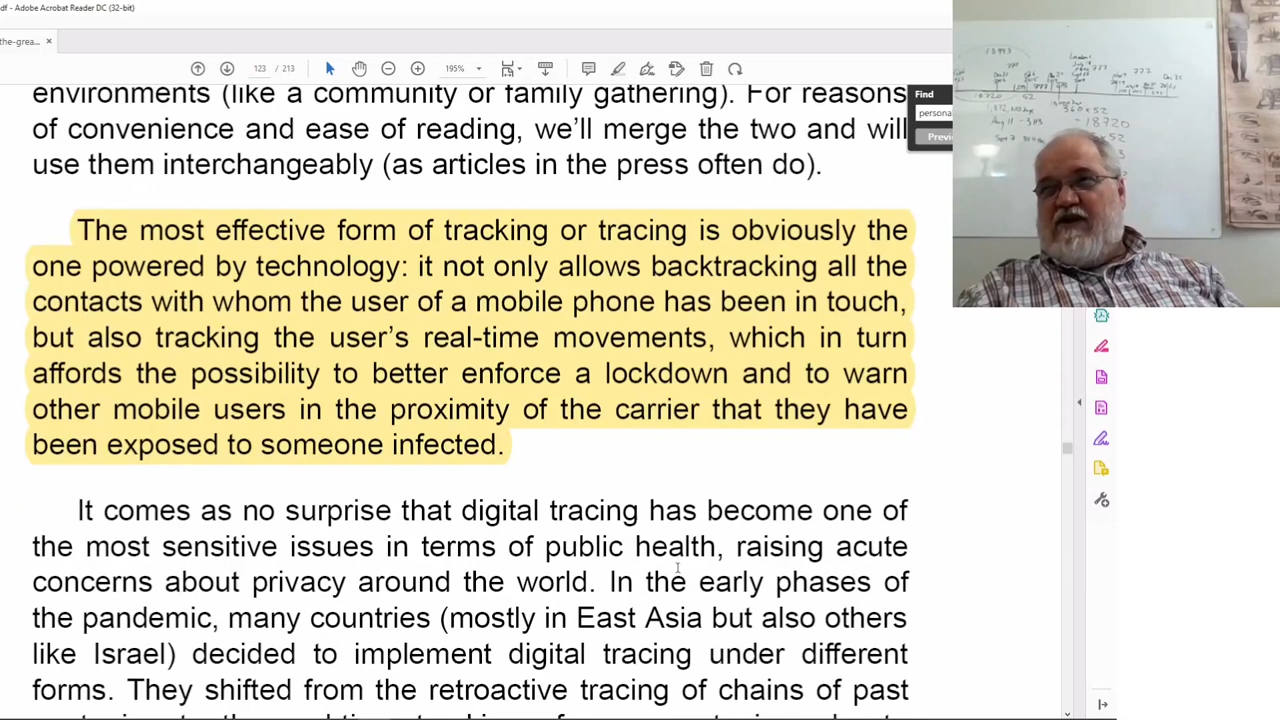 df - Adobe Acrobat Reader DC (32-bit)
the-grea... ×
123 / 213
195%
environments (like a community or family gathering). For reasons
of convenience and ease of reading, we’ll merge the two and will
use them interchangeably (as articles in the press often do).
The most effective form of tracking or tracing is obviously the
one powered by technology: it not only allows backtracking all the
contacts with whom the user of a mobile phone has been in touch,
but also tracking the user’s real-time movements, which in turn
affords the possibility to better enforce a lockdown and to warn
other mobile users in the proximity of the carrier that they have
been exposed to someone infected.
It comes as no surprise that digital tracing has become one of
the most sensitive issues in terms of public health, raising acute
concerns about privacy around the world. In the early phases of
the pandemic, many countries (mostly in East Asia but also others
like Israel) decided to implement digital tracing under different
forms. They shifted from the retroactive tracing of chains of past
Find
persona
Previ
360 x 52
18720